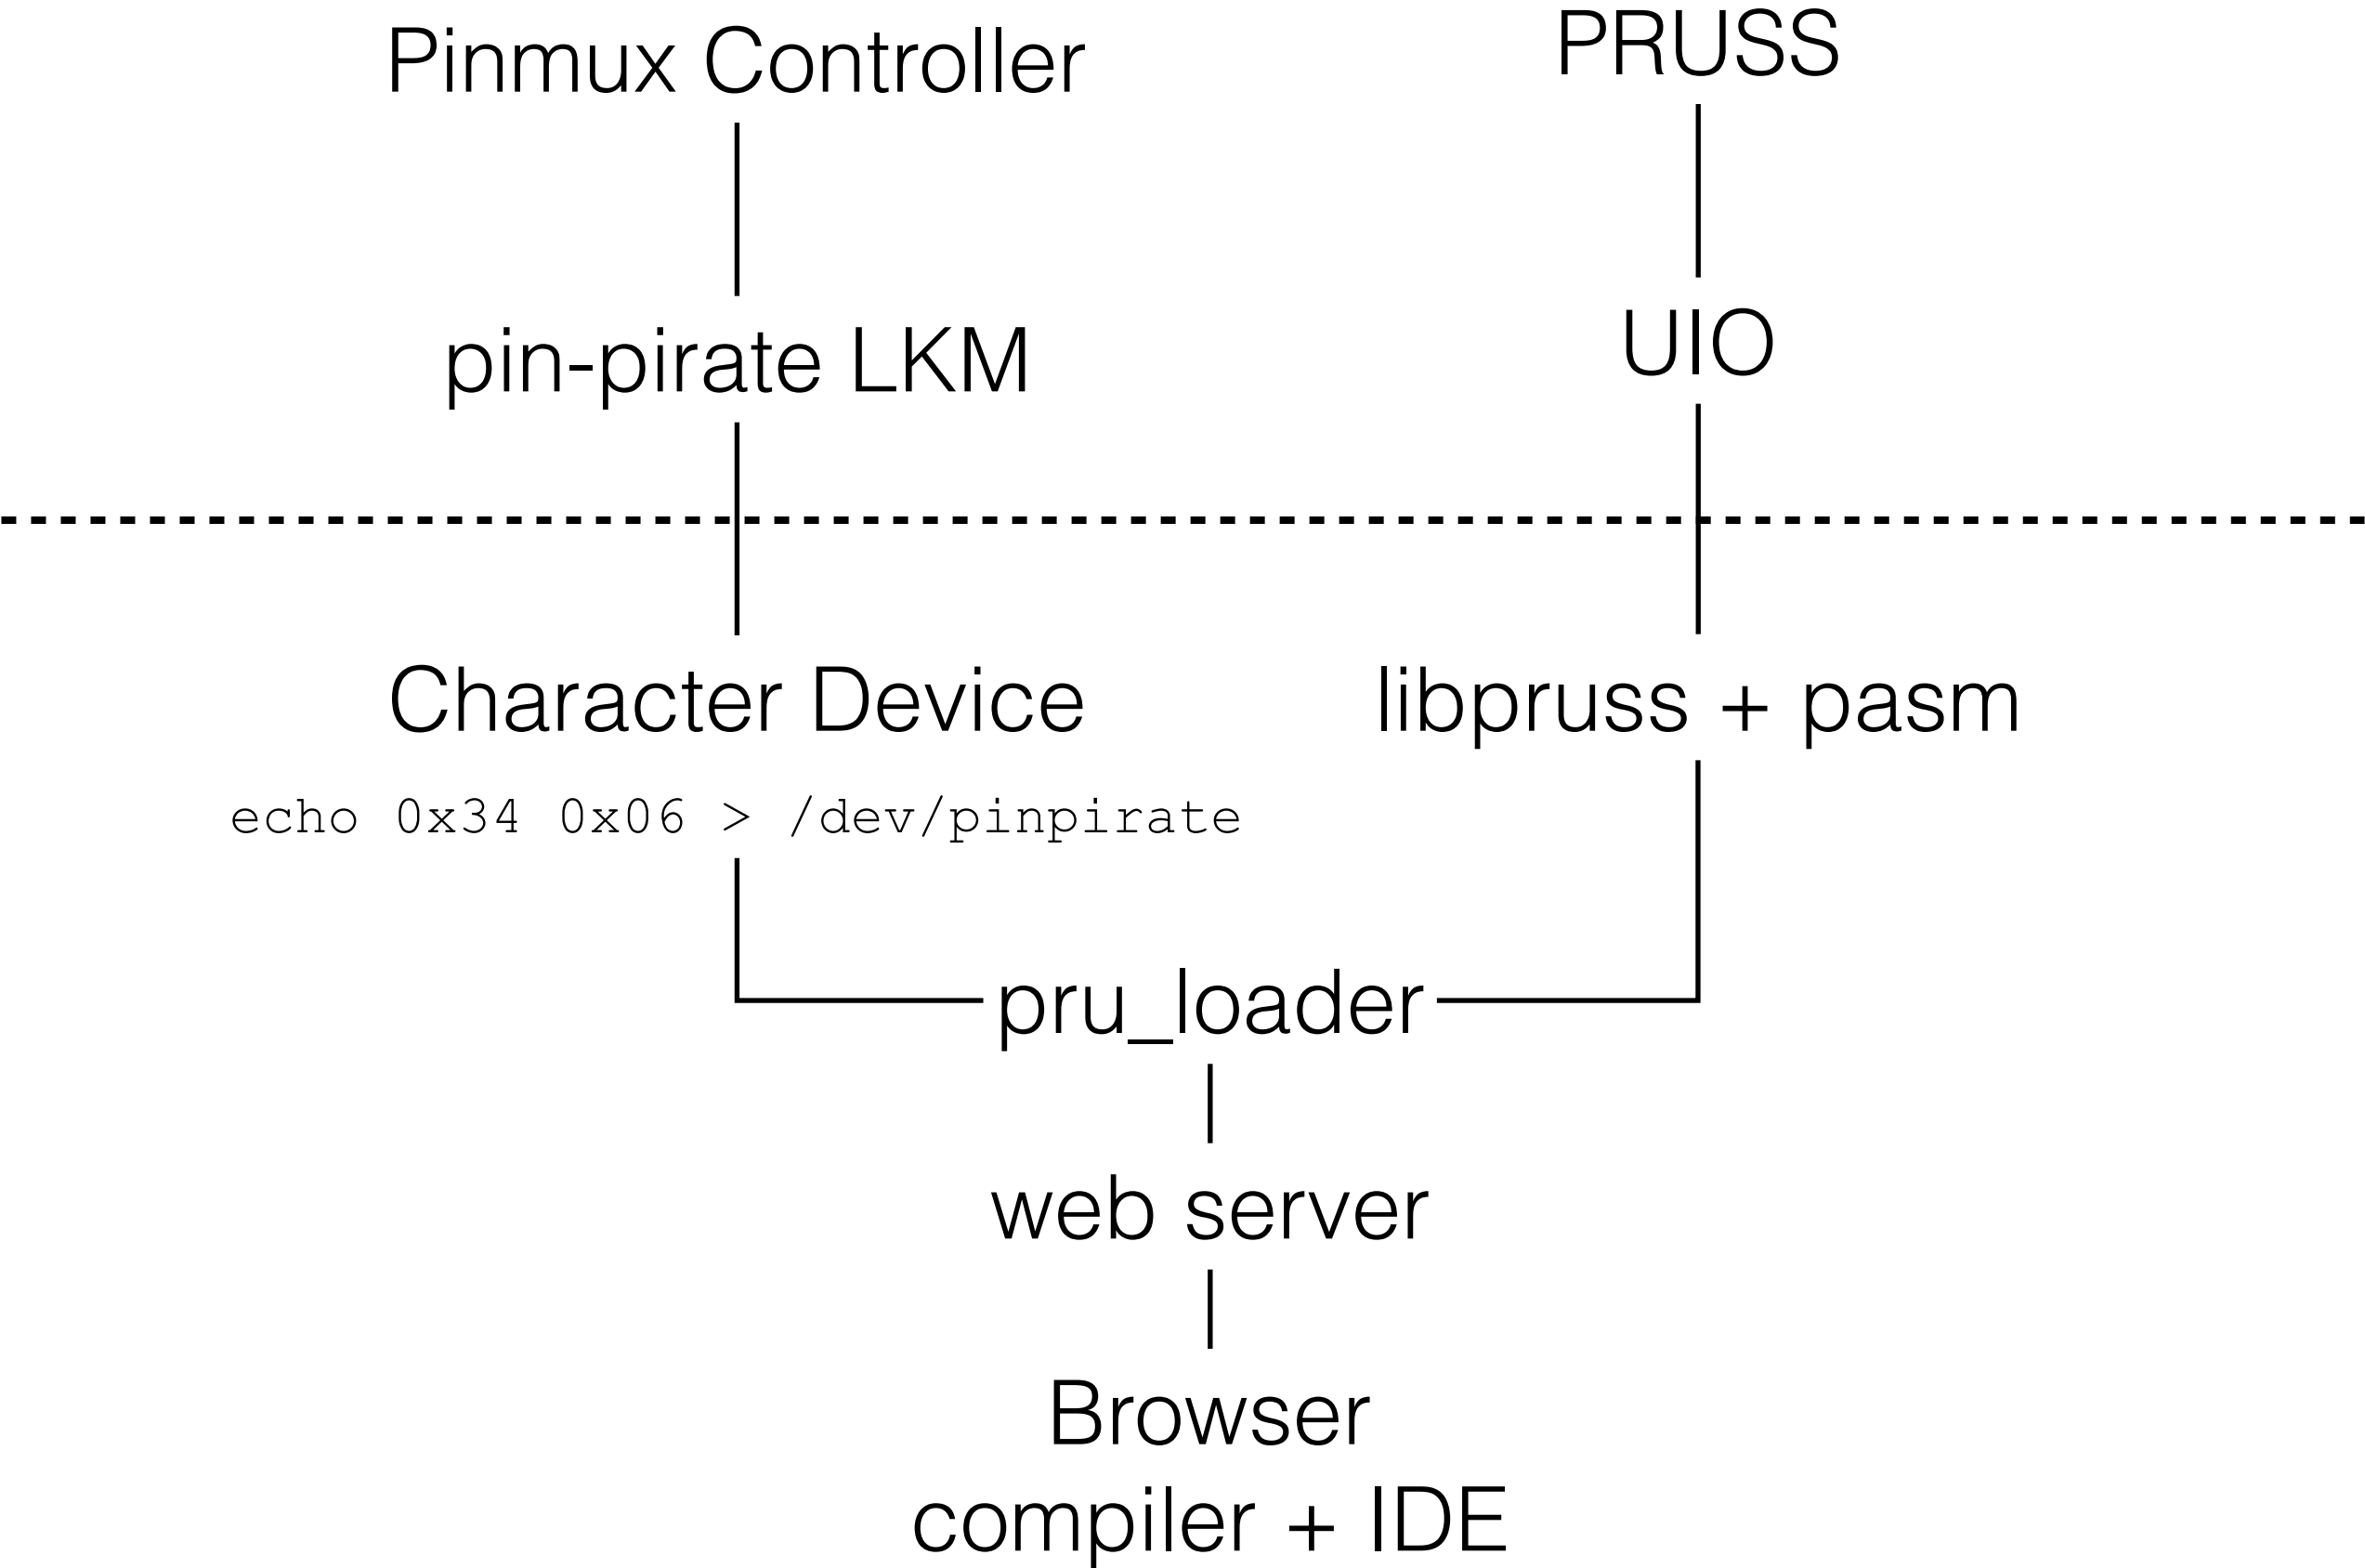 Pinmux Controller
PRUSS
pin-pirate LKM
UIO
Character Device
libpruss + pasm
echo 0x34 0x06 > /dev/pinpirate
pru_loader
web server
Browser
compiler + IDE